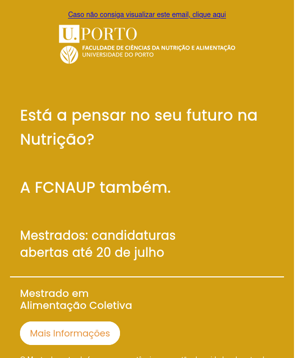 Caso não consiga visualizar este email, clique aqui
U.PORTO
FACULDADE DE CIÊNCIAS DA NUTRIÇÃO E ALIMENTAÇÃO
UNIVERSIDADE DO PORTO
Está a pensar no seu futuro na
Nutrição?
A FCNAUP também.
Mestrados: candidaturas
abertas até 20 de julho
Mestrado em
Alimentação Coletiva
Mais Informações